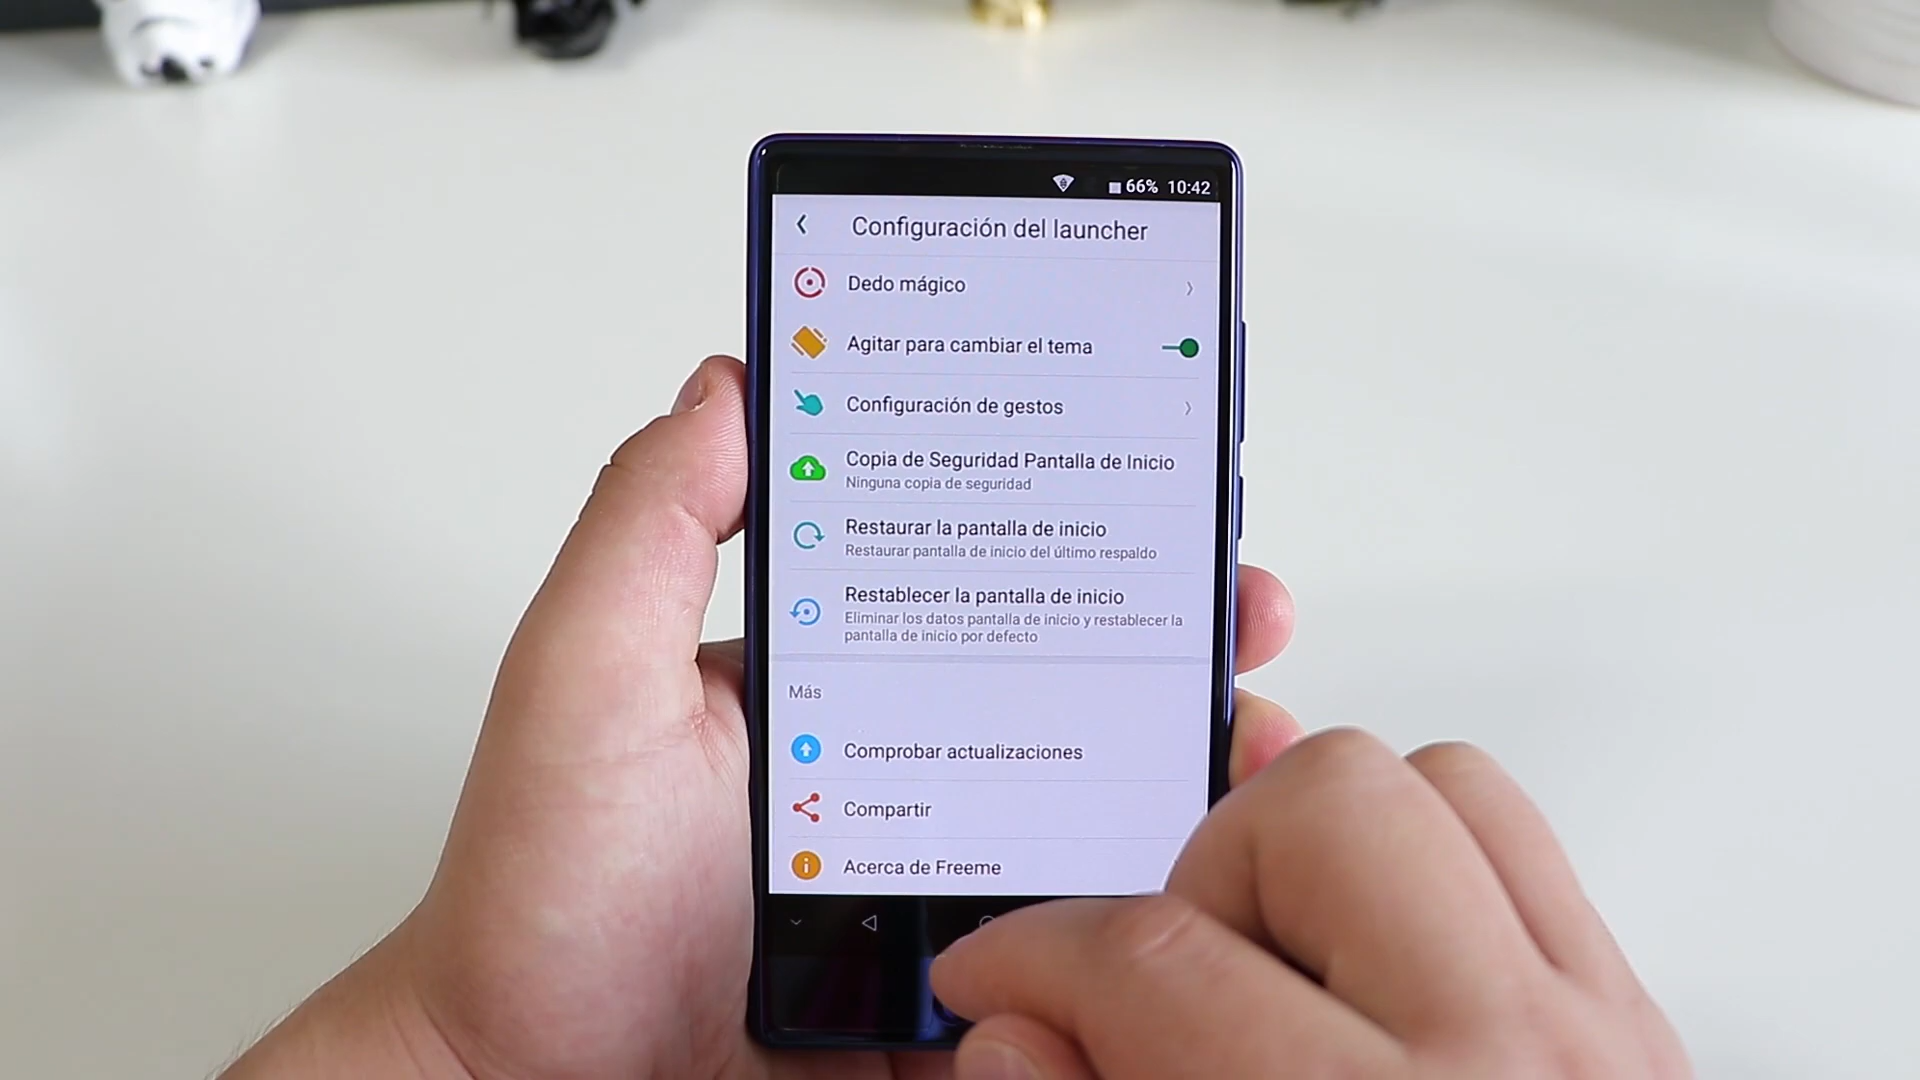 66% 10:42
Configuración del launcher
Dedo mágico
Agitar para cambiar el tema
Configuración de gestos
Copia de Seguridad Pantalla de Inicio
Ninguna copia de seguridad
Restaurar la pantalla de inicio
Restaurar pantalla de inicio del último respaldo
Restablecer la pantalla de inicio
Eliminar los datos pantalla de inicio y restablecer la
pantalla de inicio por defecto
Más
Comprobar actualizaciones
Compartir
Acerca de Freeme